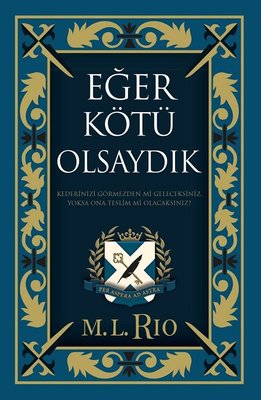 EĞER
KÖTÜ
OLSAYDIK
KEDERİNİZİ GÖRMEZDEN Mİ GELECEKSİNİZ,
YOKSA ONA TESLİM Mİ OLACAKSINIZ?
PER ASPERA AD ASTRA
M. L. RIO